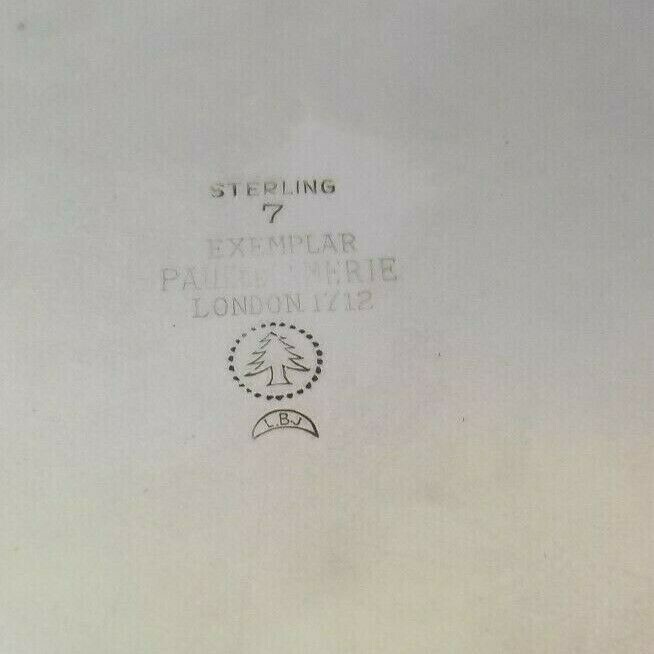 STERLING
7
EXEMPLAR
LONDON 1712
L.B.J